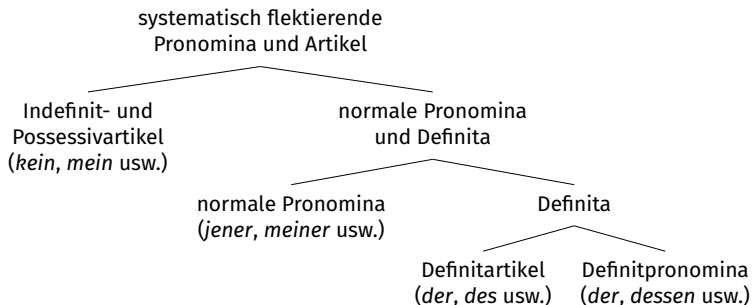 systematisch flektierende
Pronomina und Artikel
Indefinit- und
Possessivartikel
(kein, mein usw.)
normale Pronomina
und Definita
normale Pronomina
(jener, meiner usw.)
Definita
Definitartikel
(der, des usw.)
Definitpronomina
(der, dessen usw.)